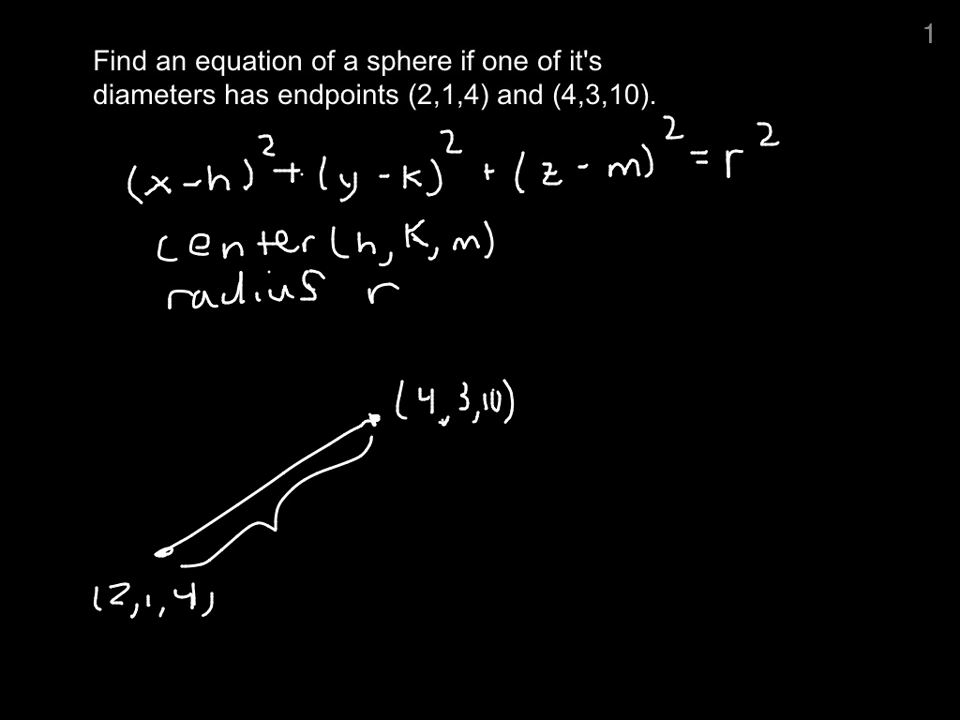 1
Find an equation of a sphere if one of it's
diameters has endpoints (2,1,4) and (4,3,10).
(x-h)²+(y-k)²+(z-m)²=r²
center(h,k,m)
radius r
(4,3,10)
(2,1,4)